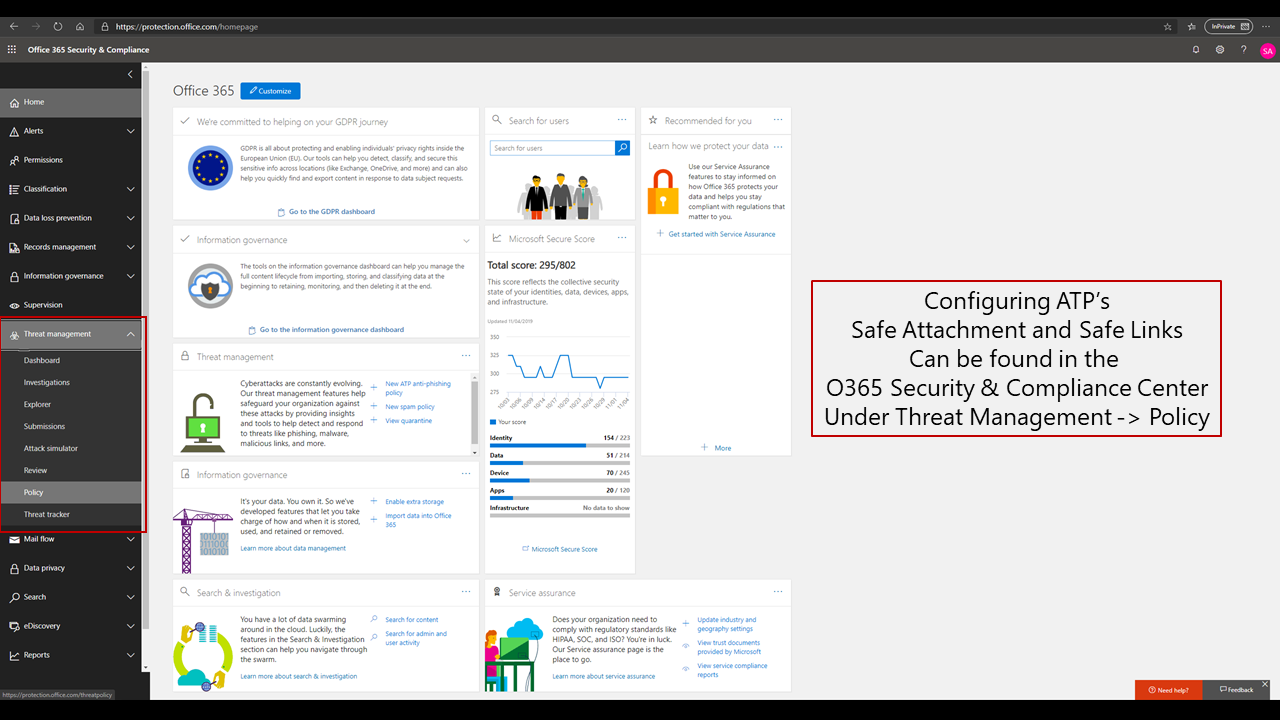 https://protection.office.com/homepage
InPrivate
Office 365 Security & Compliance
SA
Home
Alerts
Permissions
Classification
Data loss prevention
Records management
Information governance
Supervision
Threat management
Dashboard
Investigations
Explorer
Submissions
Attack simulator
Review
Policy
Threat tracker
Mail flow
Data privacy
Search
eDiscovery
Reports
https://protection.office.com/threatpolicy
Office 365
Customize
We're committed to helping on your GDPR journey
GDPR is all about protecting and enabling individuals' privacy rights inside the
European Union (EU). Our tools can help you detect, classify, and secure this
sensitive info across locations (like Exchange, OneDrive, and more) and can also
help you quickly find and export content in response to data subject requests.
Go to the GDPR dashboard
Information governance
The tools on the information governance dashboard can help you manage the
full content lifecycle from importing, storing, and classifying data at the
beginning to retaining, monitoring, and then deleting it at the end.
Go to the information governance dashboard
Threat management
Cyberattacks are constantly evolving.
Our threat management features help
safeguard your organization against
these attacks by providing insights
and tools to help detect and respond
to threats like phishing, malware,
malicious links, and more.
New ATP anti-phishing
policy
New spam policy
View quarantine
Information governance
It's your data. You own it. So we've
developed features that let you take
charge of how and when it is stored,
used, and retained or removed.
Learn more about data management
Enable extra storage
Import data into Office
365
Search & investigation
You have a lot of data swarming
around in the cloud. Luckily, the
features in the Search & Investigation
section can help you navigate through
the swarm.
Learn more about search & investigation
Search for content
Search for admin and
user activity
Search for users
Search for users
Microsoft Secure Score
Total score: 295/802
This score reflects the collective security
state of your identities, data, devices, apps,
and infrastructure.
Updated 11/04/2019
350
325
300
275
10/03
10/06
10/09
10/14
10/17
10/20
10/23
10/26
10/29
11/01
11/04
Your score
Identity 154 / 223
Data 51 / 214
Device 70 / 245
Apps 20 / 120
Infrastructure No data to show
Microsoft Secure Score
Service assurance
Does your organization need to
comply with regulatory standards like
HIPAA, SOC, and ISO? You're in luck.
Our Service assurance page is the
place to go.
Learn more about service assurance
Update industry and
geography settings
View trust documents
provided by Microsoft
View service compliance
reports
Recommended for you
Learn how we protect your data
Use our Service Assurance
features to stay informed on
how Office 365 protects your
data and helps you stay
compliant with regulations that
matter to you.
Get started with Service Assurance
More
Configuring ATP's
Safe Attachment and Safe Links
Can be found in the
O365 Security & Compliance Center
Under Threat Management -> Policy
Need help?
Feedback